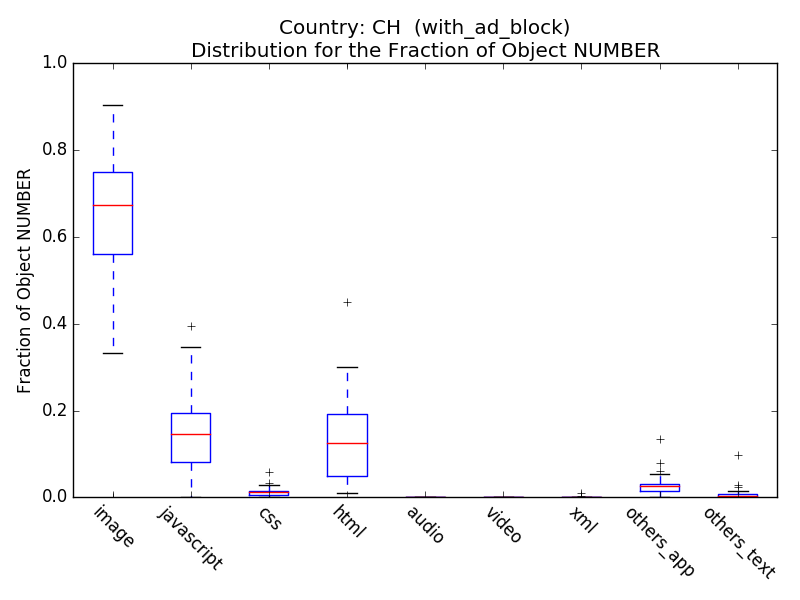 Country: CH  (with_ad_block)
Distribution for the Fraction of Object NUMBER
Fraction of Object NUMBER
1.0
0.8
0.6
0.4
0.2
0.0
image
javascript
css
html
audio
video
xml
others_app
others_text